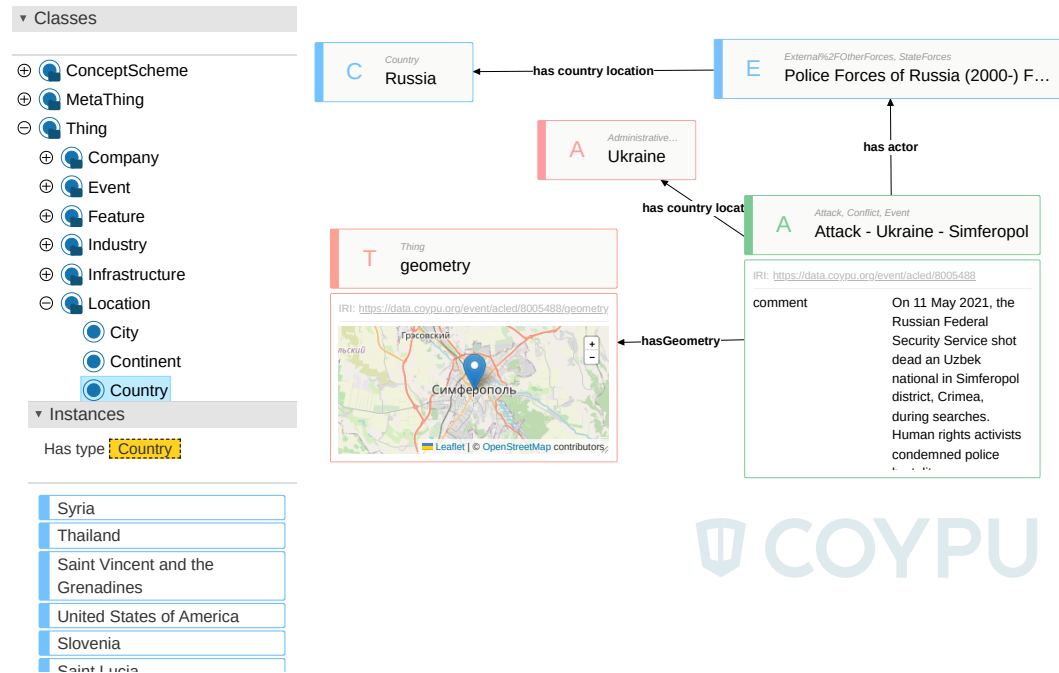 ▼ Classes
ConceptScheme
MetaThing
Thing
Company
Event
Feature
Industry
Infrastructure
Location
City
Continent
Country
▼ Instances
Has type Country
Syria
Thailand
Saint Vincent and the
Grenadines
United States of America
Slovenia
Saint Lucia
C
Country
Russia
has country location
E
External%2FOtherForces, StateForces
Police Forces of Russia (2000-) F…
has actor
A
Administrative…
Ukraine
has country locat
A
Attack, Conflict, Event
Attack - Ukraine - Simferopol
IRI: https://data.coypu.org/event/acled/8005488
comment
On 11 May 2021, the
Russian Federal
Security Service shot
dead an Uzbek
national in Simferopol
district, Crimea,
during searches.
Human rights activists
condemned police
hasGeometry
T
Thing
geometry
IRI: https://data.coypu.org/event/acled/8005488/geometry
Грэсовский
льский
Симферополь
+
−
Leaflet | © OpenStreetMap contributors
COYPU